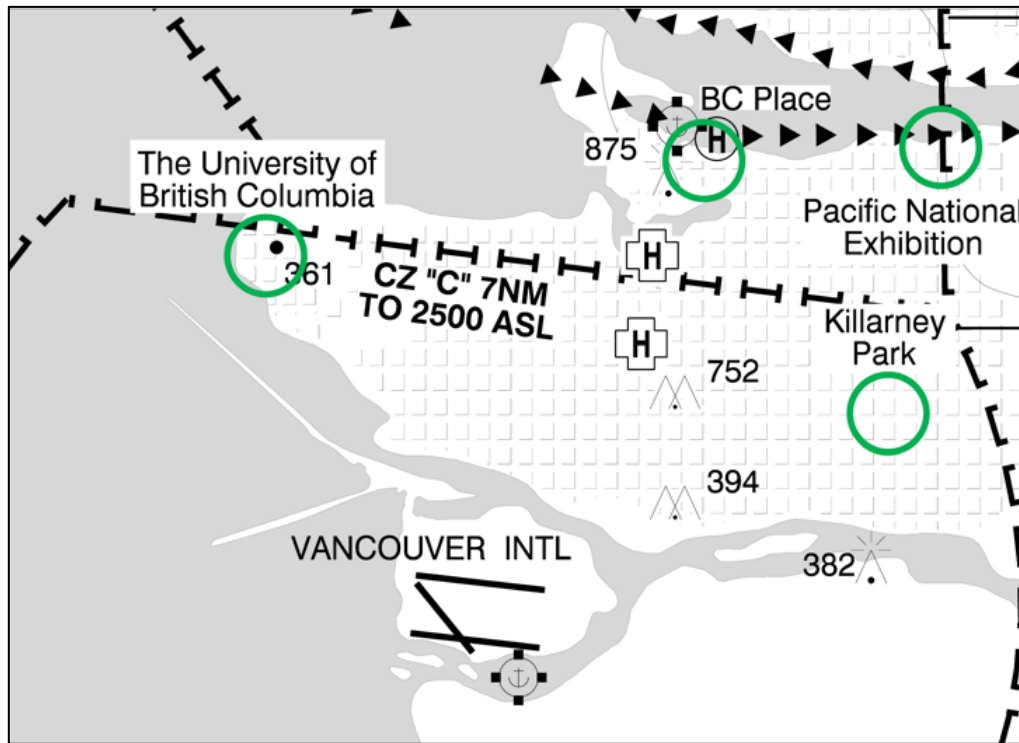 BC Place
H
875
The University of
British Columbia
Pacific National
Exhibition
H
361
CZ "C" 7NM
TO 2500 ASL
Killarney
Park
H
752
394
VANCOUVER INTL
382